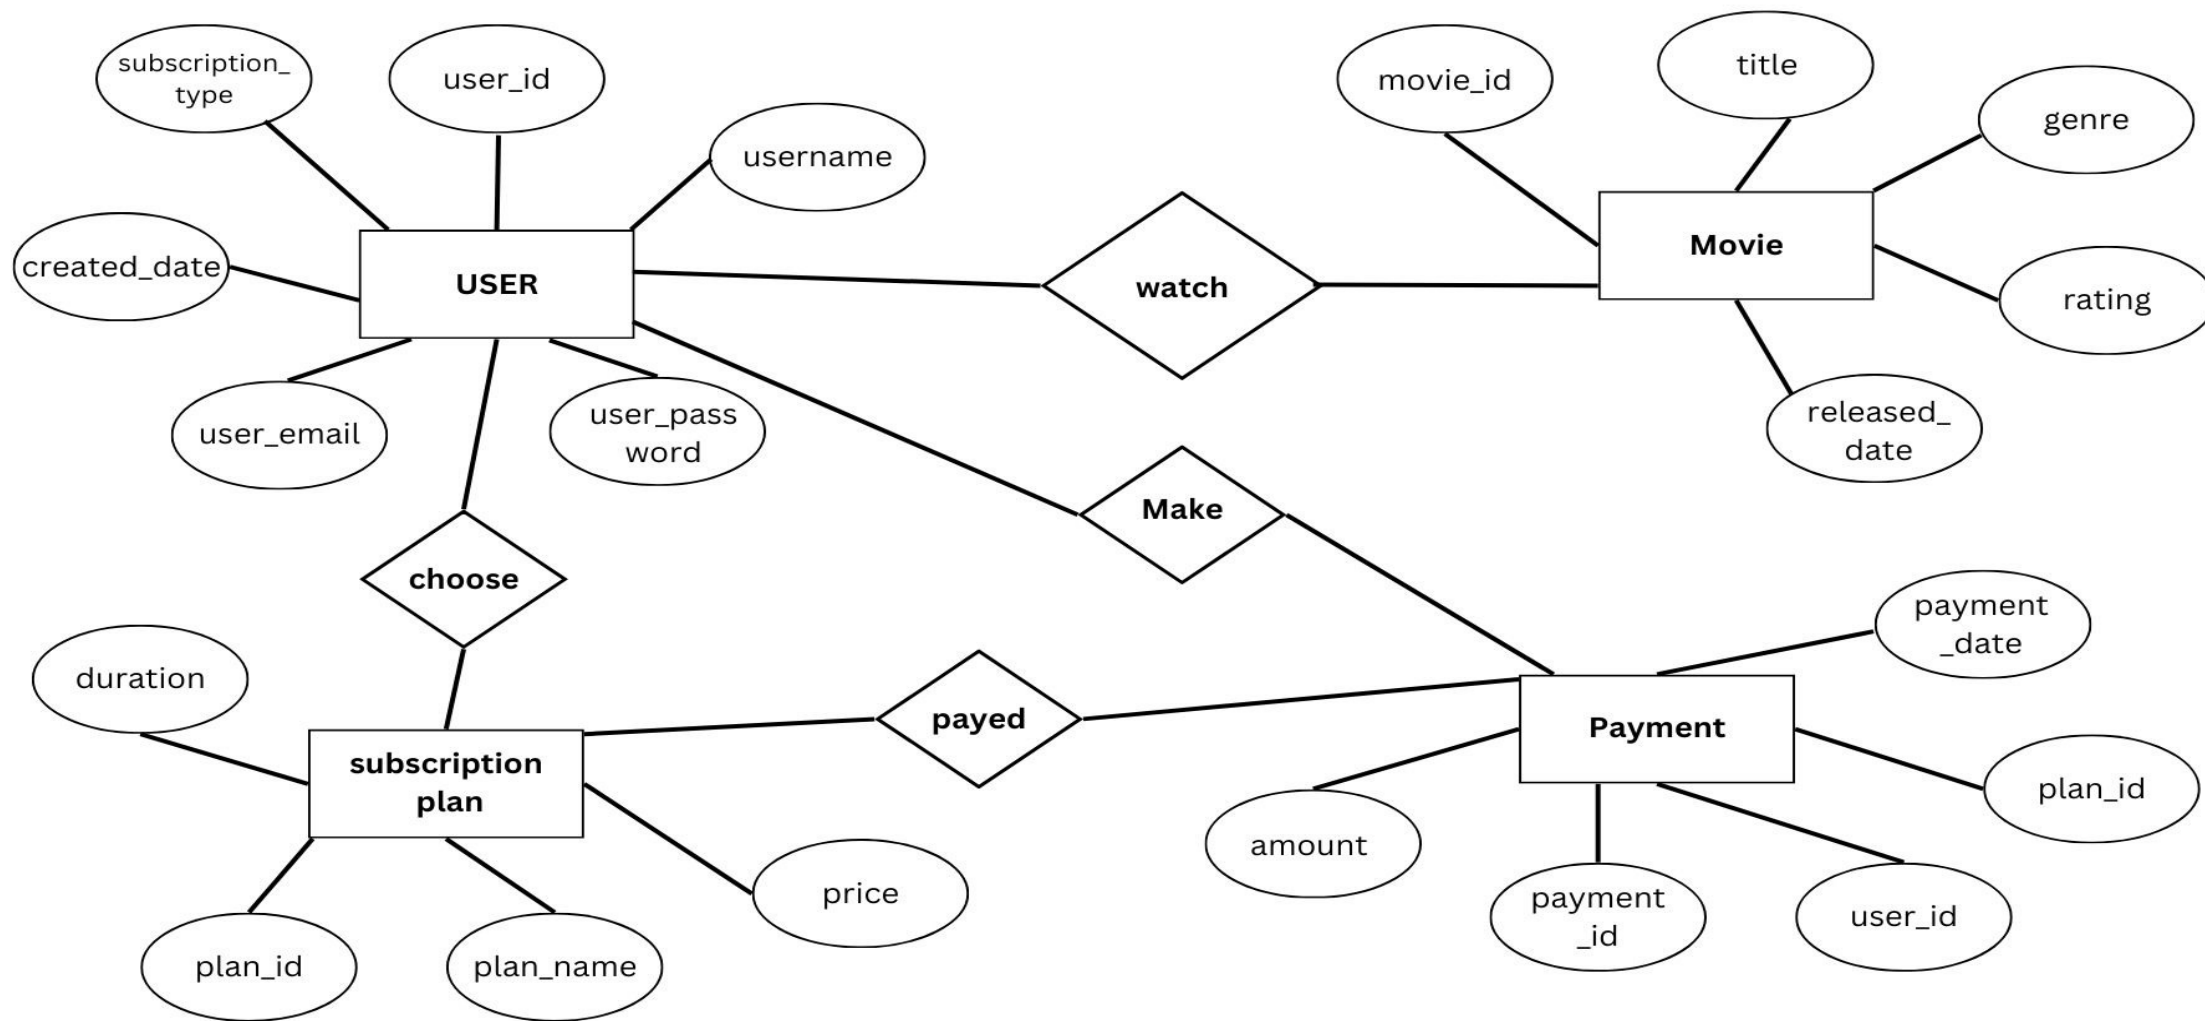 subscription_
type
user_id
username
created_date
USER
user_email
user_pass
word
watch
movie_id
title
genre
Movie
rating
released_
date
Make
choose
duration
subscription
plan
payed
plan_id
plan_name
price
payment
_date
Payment
plan_id
amount
payment
_id
user_id